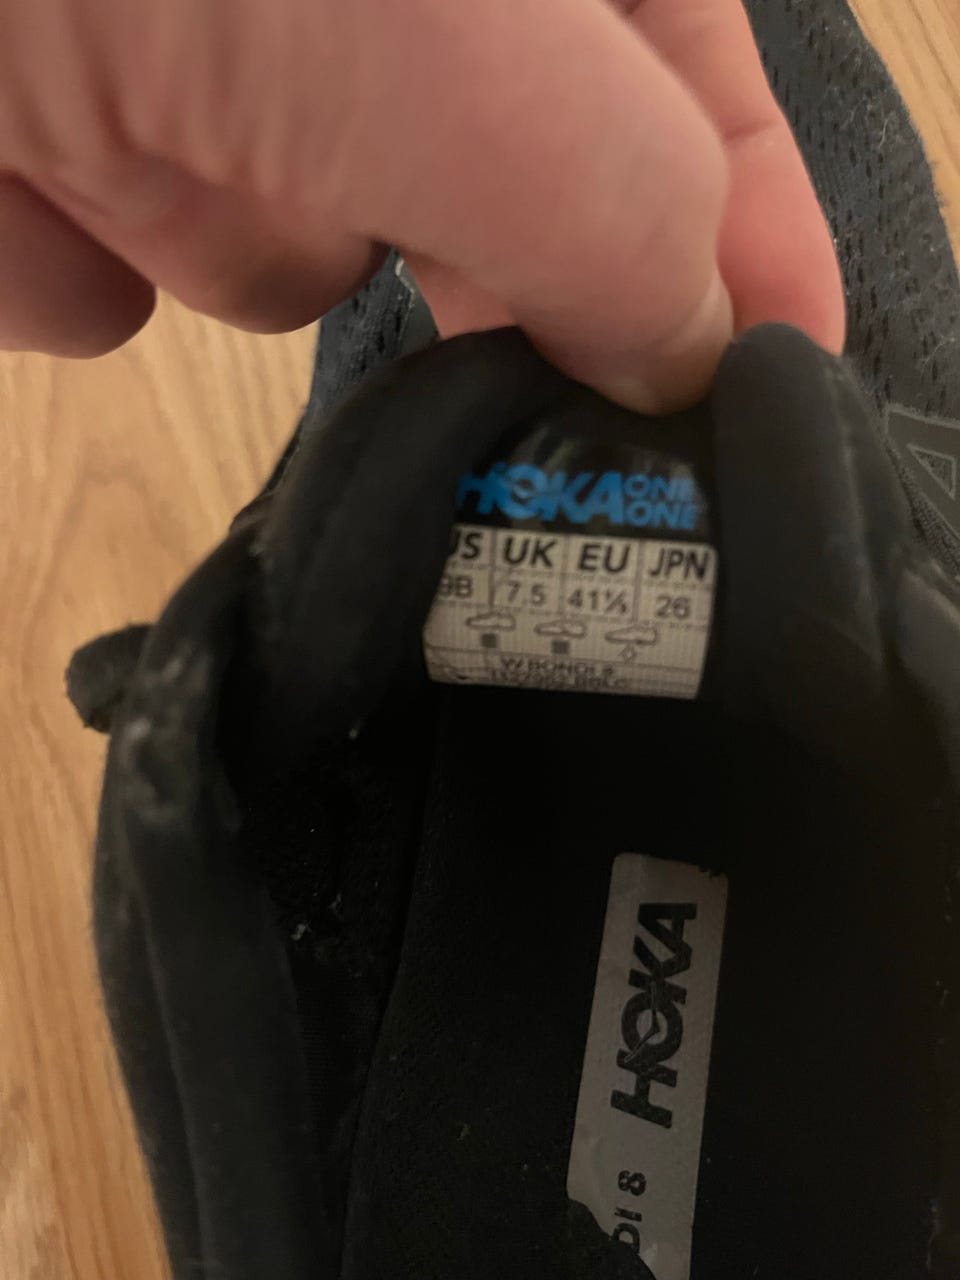 HOKA ONE ONE
US UK EU JPN
9B 7.5 41⅓ 26
W BONDI 8
HOKA
DI 8